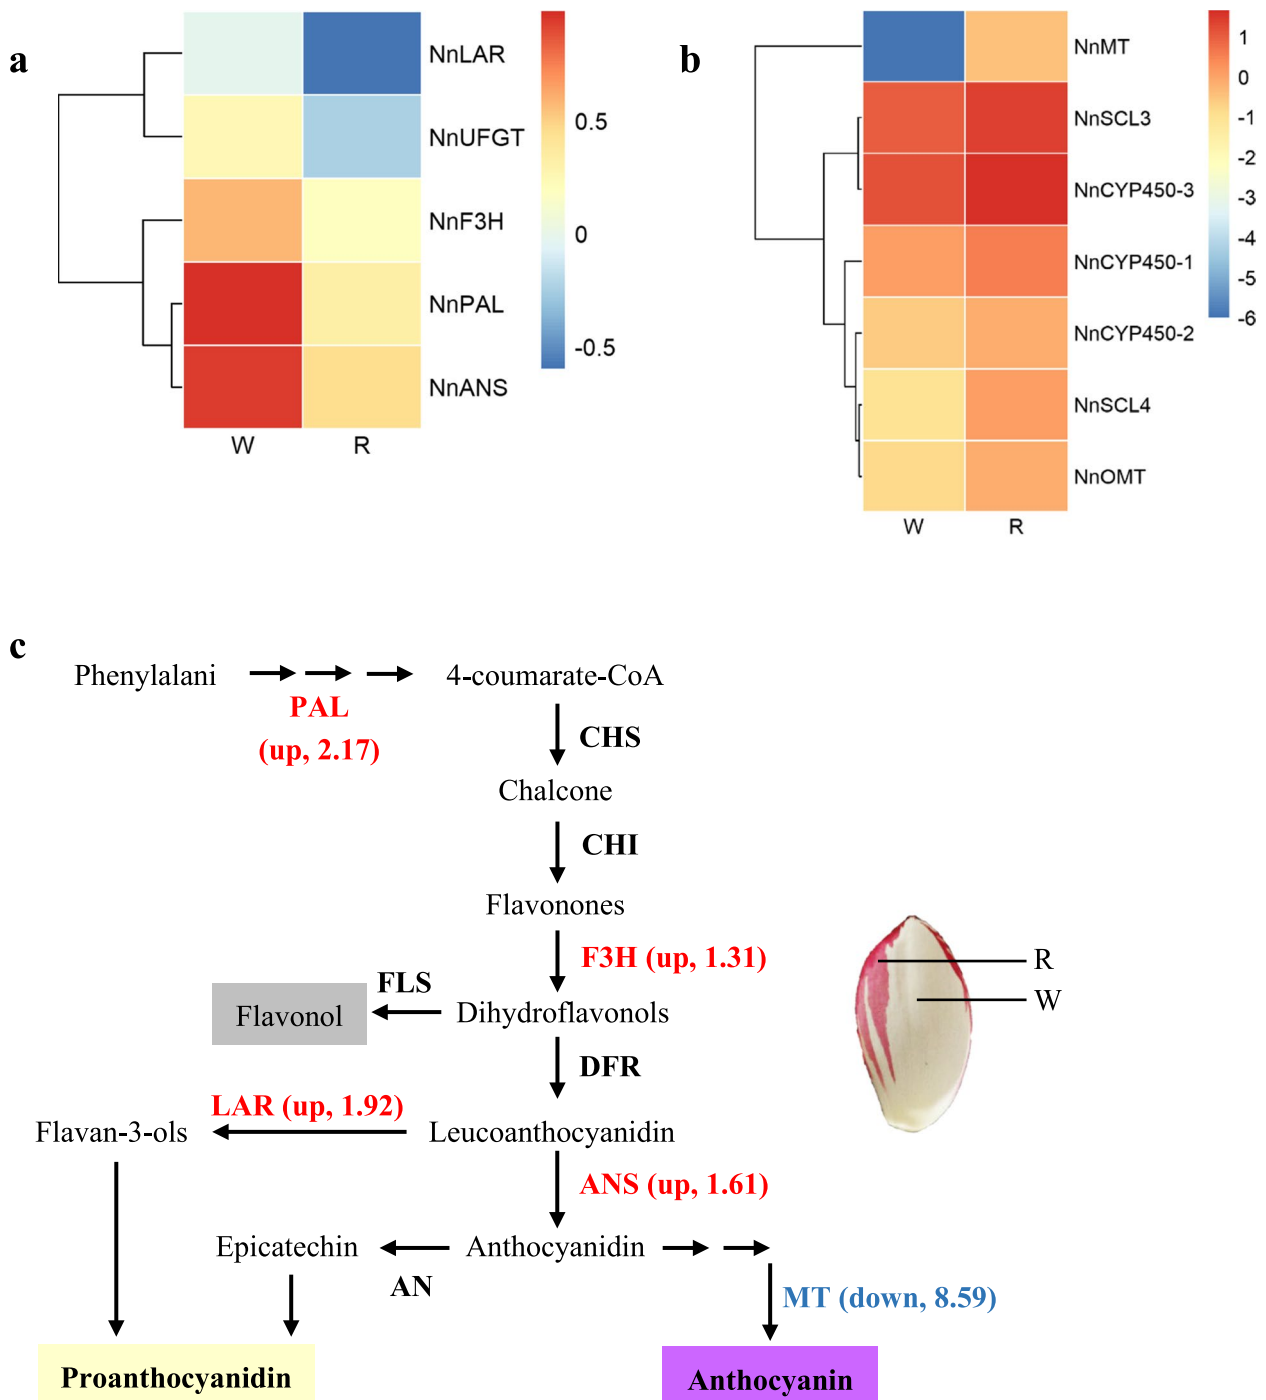 a
NnLAR
NnUFGT
NnF3H
NnPAL
NnANS
W R
0.5
0
-0.5
b
NnMT
NnSCL3
NnCYP450-3
NnCYP450-1
NnCYP450-2
NnSCL4
NnOMT
W R
1
0
-1
-2
-3
-4
-5
-6
c
Phenylalani
4-coumarate-CoA
PAL
(up, 2.17)
CHS
Chalcone
CHI
Flavonones
F3H (up, 1.31)
FLS
Flavonol
Dihydroflavonols
DFR
LAR (up, 1.92)
Flavan-3-ols
Leucoanthocyanidin
ANS (up, 1.61)
Epicatechin
Anthocyanidin
AN
MT (down, 8.59)
Proanthocyanidin
Anthocyanin
R
W